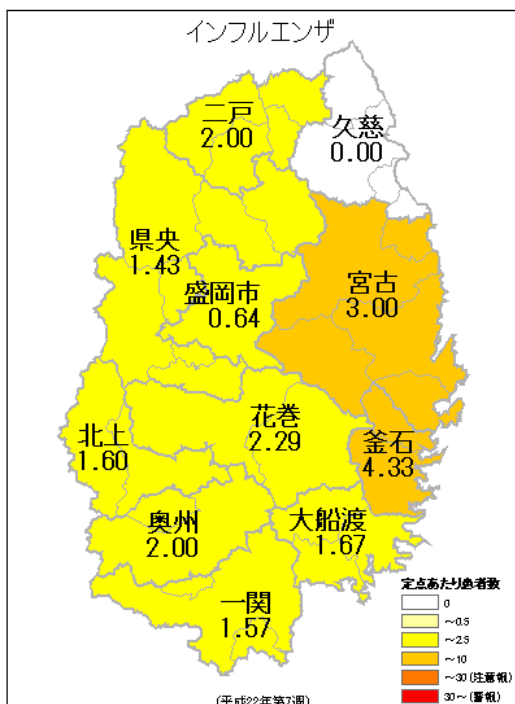 インフルエンザ
二戸
2.00
久慈
0.00
県央
1.43
盛岡市
0.64
宮古
3.00
花巻
2.29
北上
1.60
釜石
4.33
奥州
2.00
大船渡
1.67
一関
1.57
定点あたり患者数
0
～0.5
～2.5
～10
～30(注意報)
30～(警報)
(平成22年第7週)